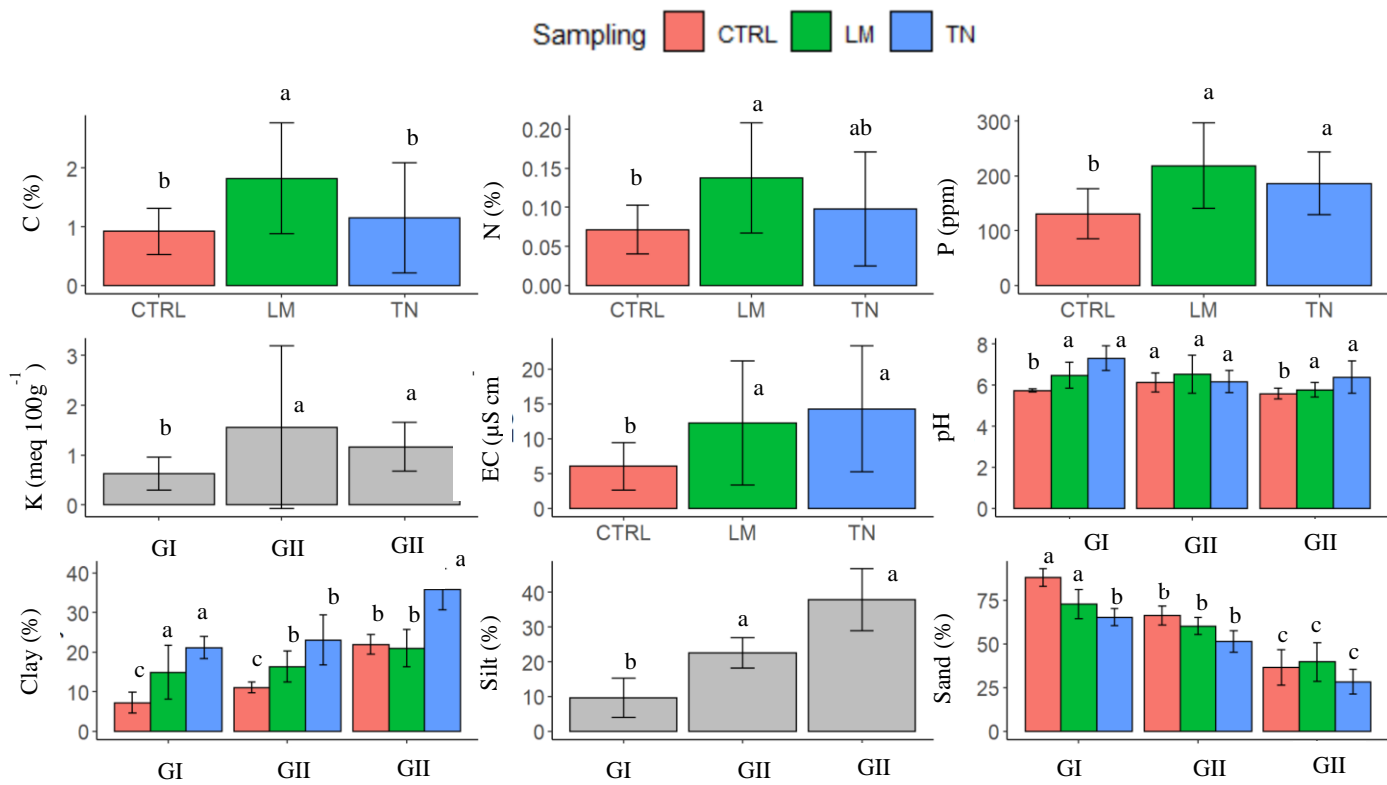 Sampling CTRL LM TN
C (%)
2
1
0
b
a
b
CTRL LM TN
N (%)
0.20
0.15
0.10
0.05
0.00
b
a
ab
CTRL LM TN
P (ppm)
300
200
100
0
b
a
a
CTRL LM TN
K (meq 100g-1
3
2
1
0
b
a
a
GI GII GII
EC (µS cm
20
15
10
5
0
b
a
a
CTRL LM TN
pH
8
6
4
2
0
b a a a a a b a a
GI GII GII
Clay (%)
40
30
20
10
0
c a a c b b b b a
GI GII GII
Silt (%)
40
30
20
10
0
b
a
a
GI GII GII
Sand (%)
75
50
25
0
a a b b b b c c c
GI GII GII